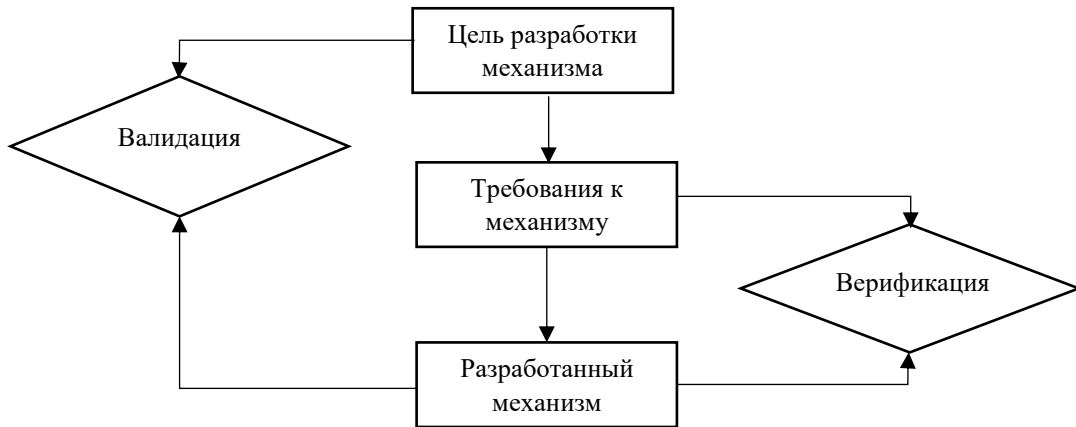 Цель разработки
механизма
Валидация
Требования к
механизму
Верификация
Разработанный
механизм